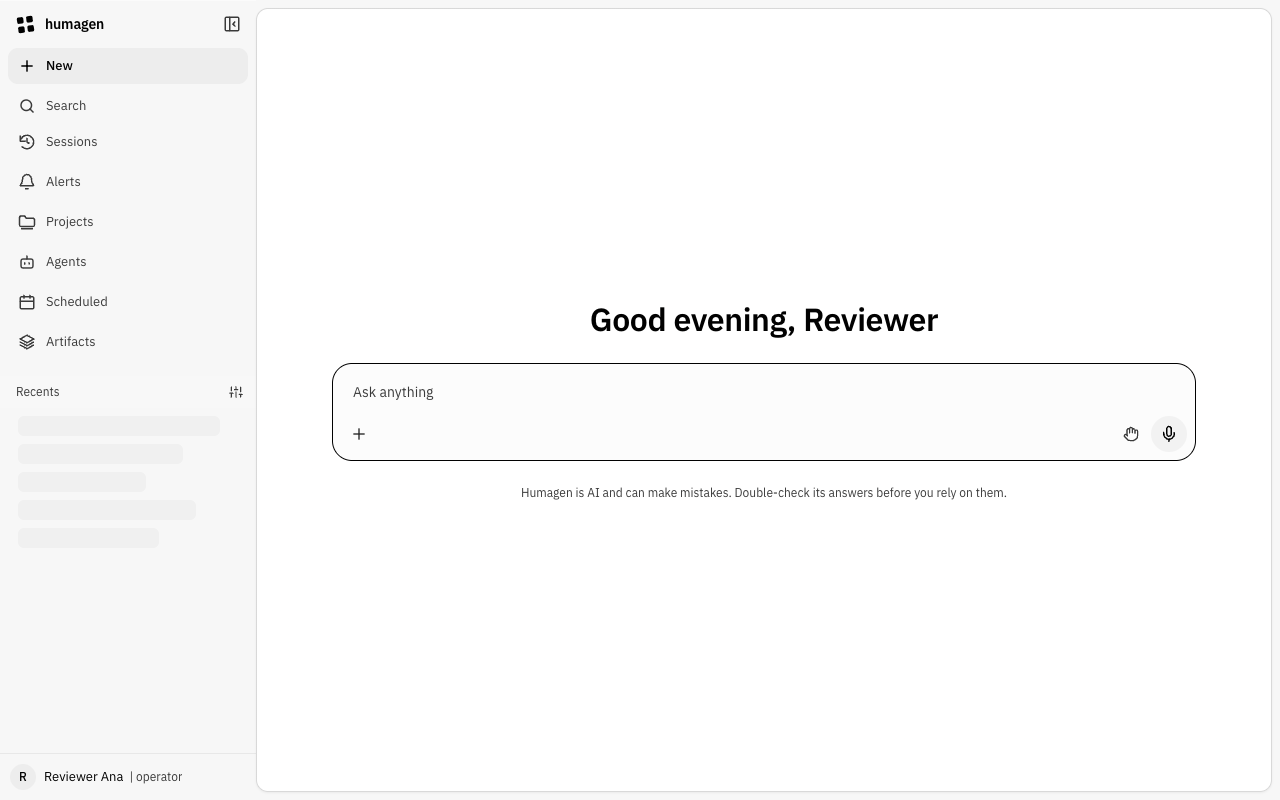 humagen
New
Search
Sessions
Alerts
Projects
Agents
Scheduled
Artifacts
Recents
Good evening, Reviewer
Ask anything
Humagen is AI and can make mistakes. Double-check its answers before you rely on them.
R Reviewer Ana | operator